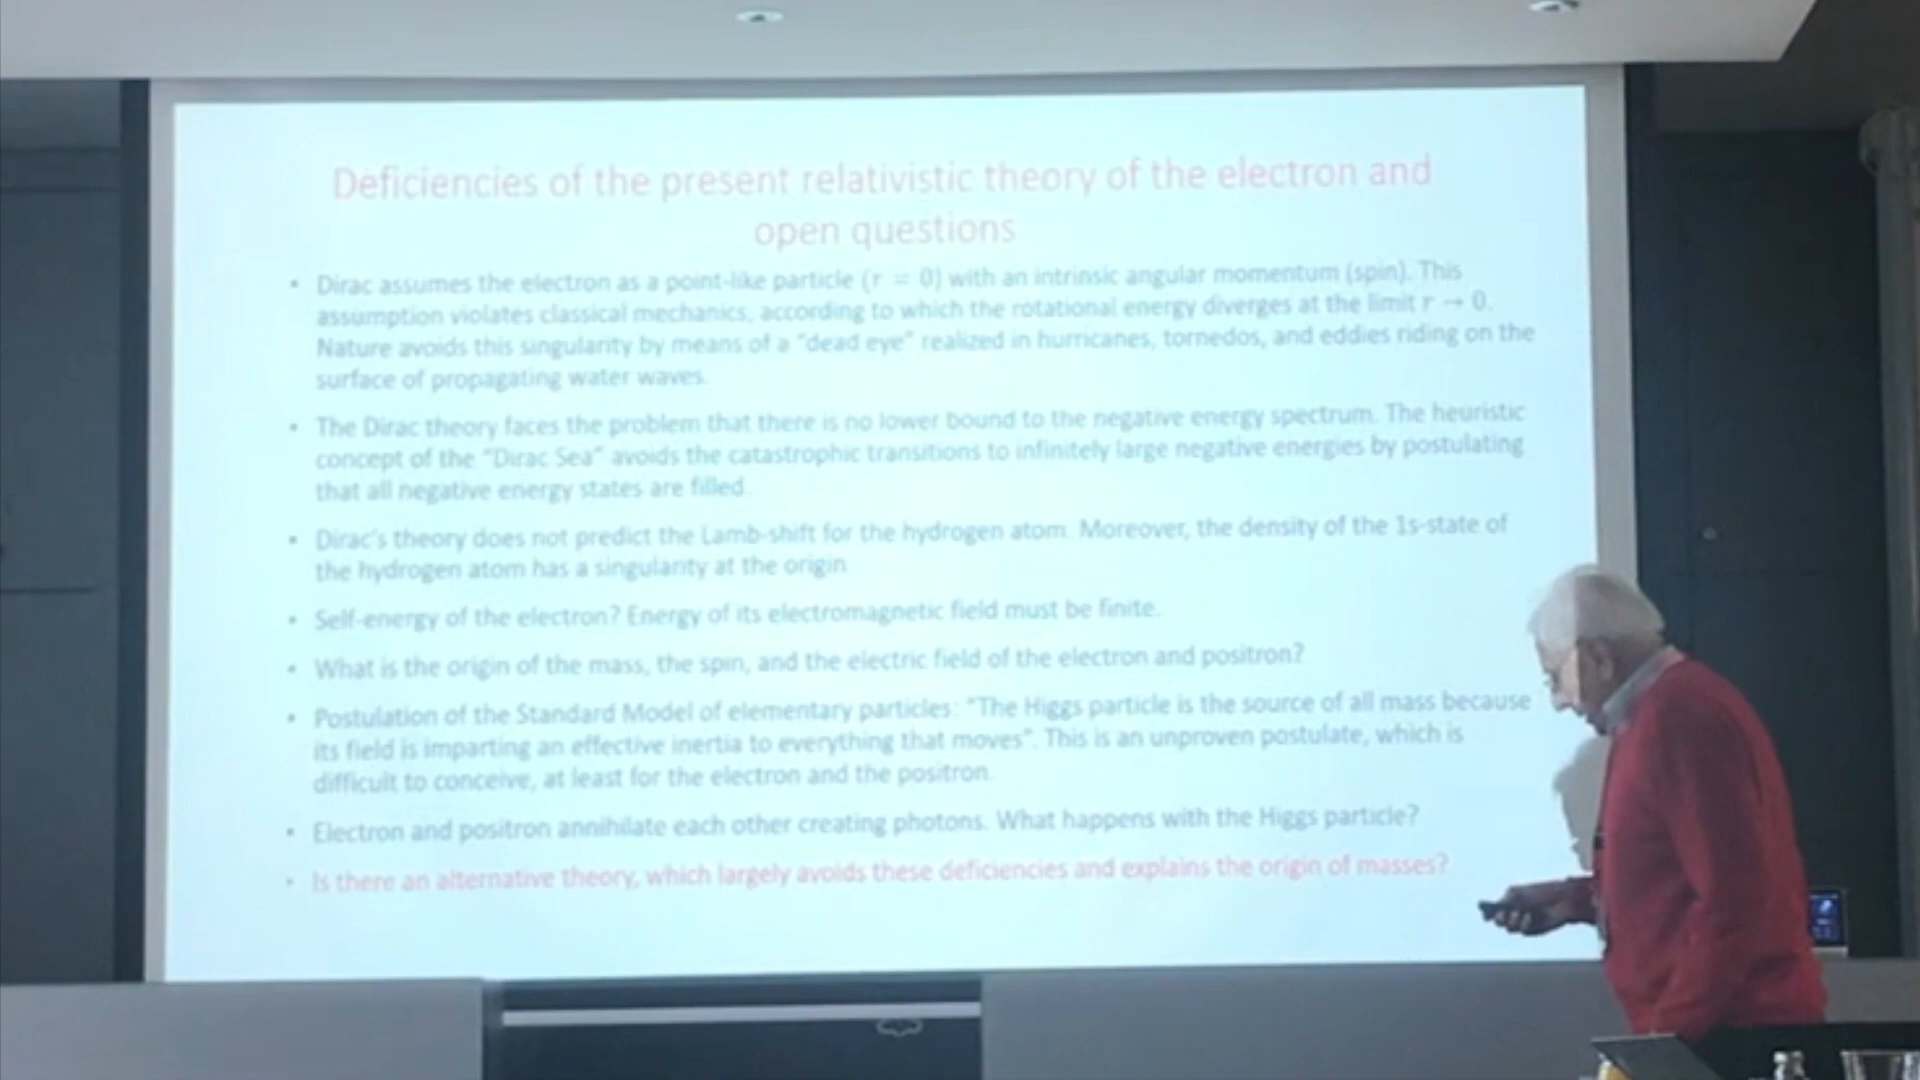 Deficiencies of the present relativistic theory of the electron and
open questions
• Dirac assumes the electron as a point-like particle (r = 0) with an intrinsic angular momentum (spin). This
assumption violates classical mechanics, according to which the rotational energy diverges at the limit r → 0.
Nature avoids this singularity by means of a "dead eye" realized in hurricanes, tornedos, and eddies riding on the
surface of propagating water waves.
• The Dirac theory faces the problem that there is no lower bound to the negative energy spectrum. The heuristic
concept of the "Dirac Sea" avoids the catastrophic transitions to infinitely large negative energies by postulating
that all negative energy states are filled.
• Dirac's theory does not predict the Lamb-shift for the hydrogen atom. Moreover, the density of the 1s-state of
the hydrogen atom has a singularity at the origin
• Self-energy of the electron? Energy of its electromagnetic field must be finite.
• What is the origin of the mass, the spin, and the electric field of the electron and positron?
• Postulation of the Standard Model of elementary particles: "The Higgs particle is the source of all mass because
its field is imparting an effective inertia to everything that moves". This is an unproven postulate, which is
difficult to conceive, at least for the electron and the positron.
• Electron and positron annihilate each other creating photons. What happens with the Higgs particle?
• Is there an alternative theory, which largely avoids these deficiencies and explains the origin of masses?